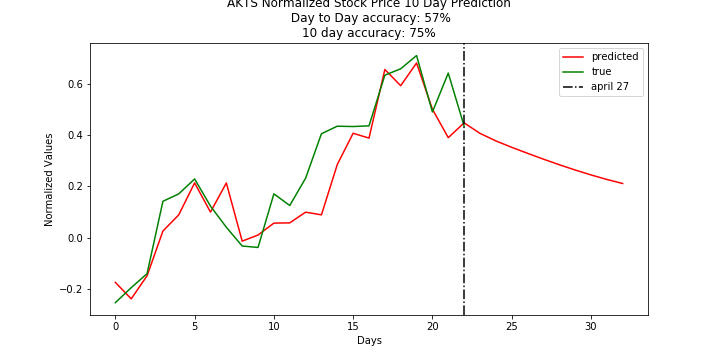 AKTS Normalized Stock Price 10 Day Prediction
Day to Day accuracy: 57%
10 day accuracy: 75%
predicted
true
april 27
Normalized Values
0.6
0.4
0.2
0.0
−0.2
0 5 10 15 20 25 30
Days